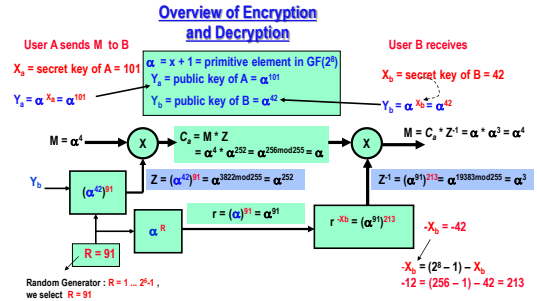 Overview of Encryption
and Decryption
User A sends M to B
Xa = secret key of A = 101
Ya = α Xa = α101
α = x + 1 = primitive element in GF(28)
Ya = public key of A = α101
Yb = public key of B = α42
User B receives
Xb = secret key of B = 42
Yb = α Xb = α42
M = α4
X
Ca = M * Z
= α4 * α252 = α256mod255 = α
X
M = Ca * Z-1 = α * α3 = α4
Yb
(α42)91
Z = (α42)91 = α3822mod255 = α252
Z-1 = (α91)213 = α19383mod255 = α3
r = (α)91 = α91
α R
r -Xb = (α91)213
R = 91
-Xb = -42
-Xb = (28 – 1) – Xb
-12 = (256 – 1) – 42 = 213
Random Generator : R = 1 ... 28-1 ,
we select R = 91